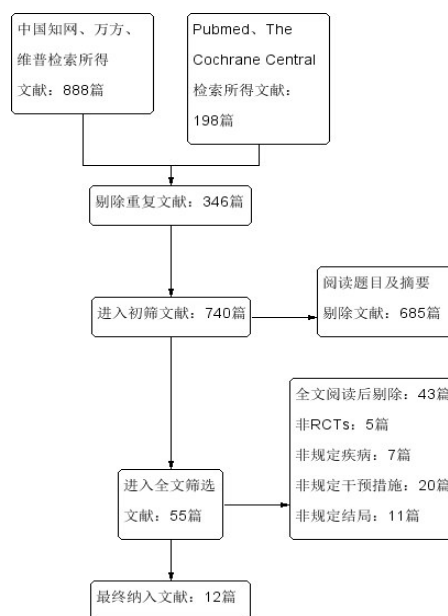 中国知网、万方、
维普检索所得
文献：888篇
Pubmed、The
Cochrane Central
检索所得文献：
198篇
剔除重复文献：346篇
阅读题目及摘要
剔除文献：685篇
进入初筛文献：740篇
全文阅读后剔除：43篇
非RCTs：5篇
非规定疾病：7篇
非规定干预措施：20篇
非规定结局：11篇
进入全文筛选
文献：55篇
最终纳入文献：12篇